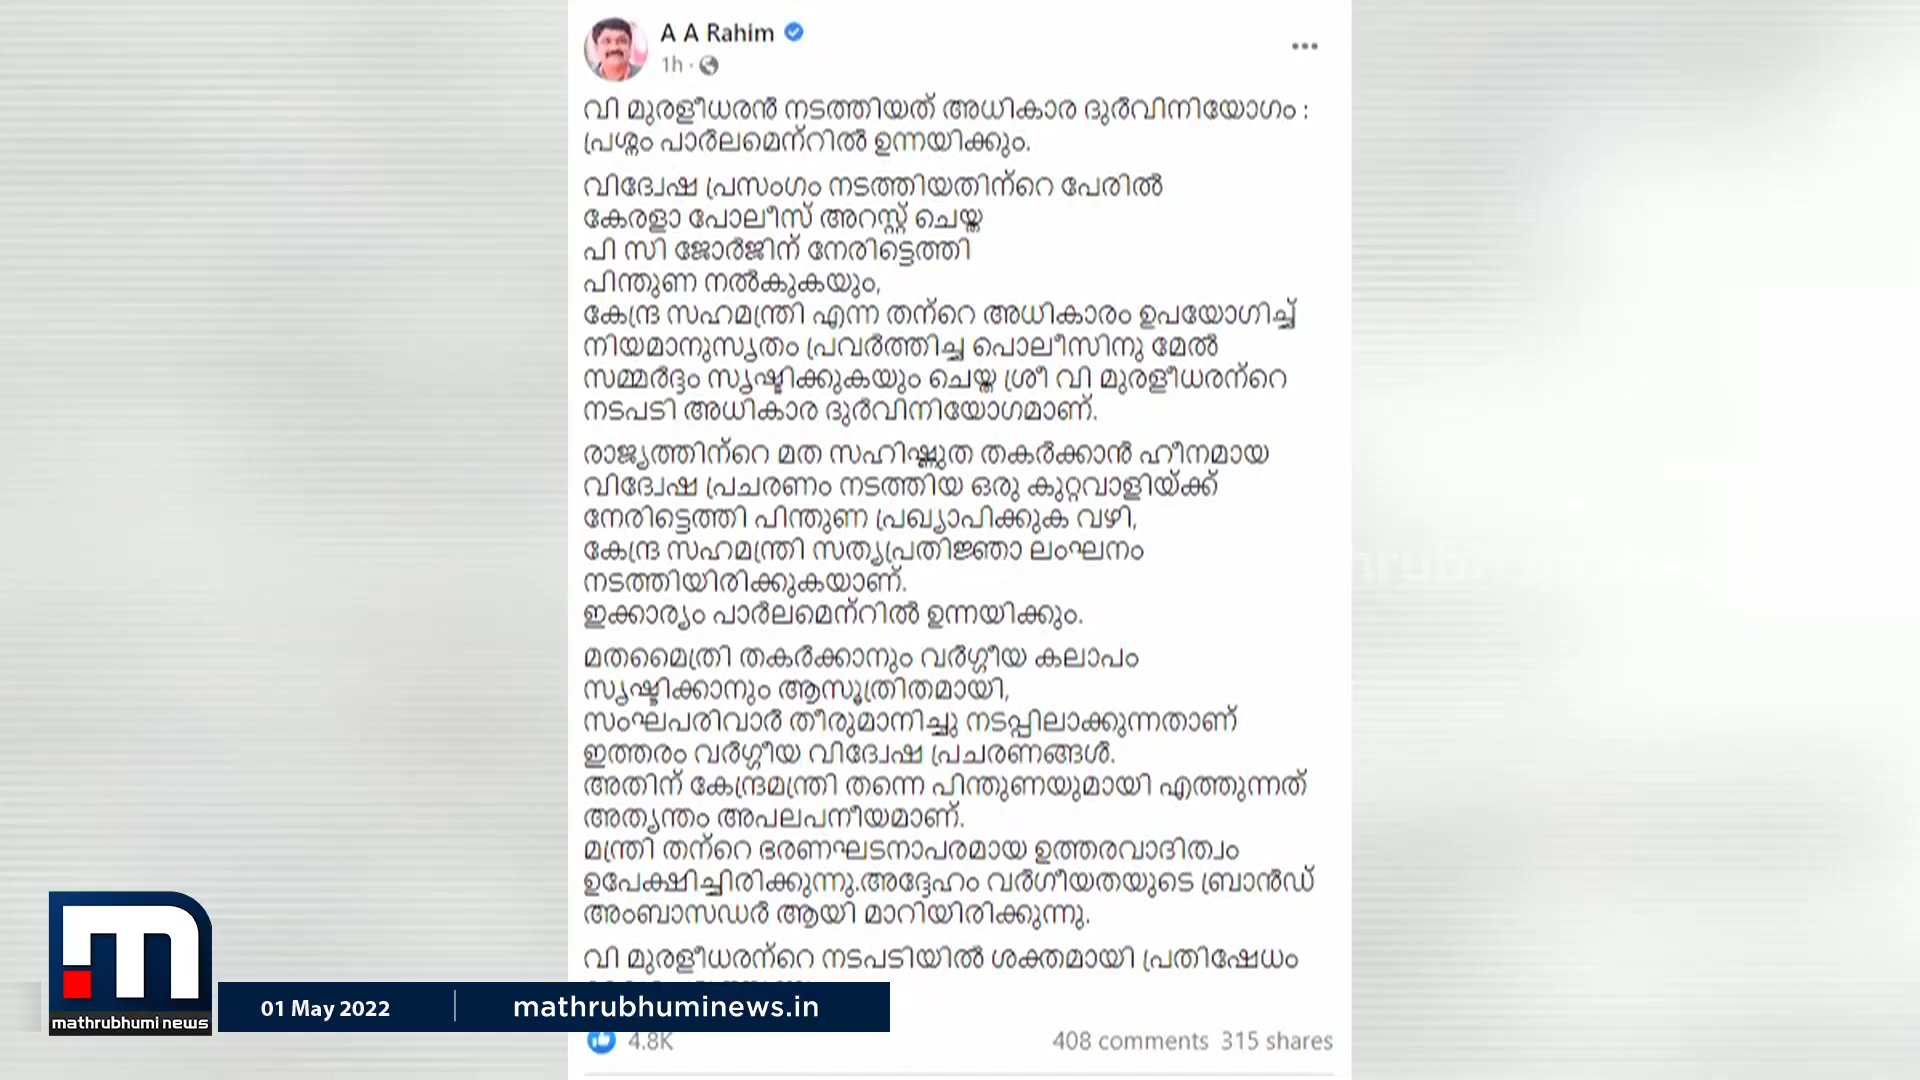 A A Rahim
1h ·
വി മുരളീധരൻ നടത്തിയത് അധികാര ദുർവിനിയോഗം :
പ്രശ്നം പാർലമെന്റിൽ ഉന്നയിക്കും.
വിദ്വേഷ പ്രസംഗം നടത്തിയതിന്റെ പേരിൽ
കേരളാ പോലീസ് അറസ്റ്റ് ചെയ്ത
പി സി ജോർജിന് നേരിട്ടെത്തി
പിന്തുണ നൽകുകയും,
കേന്ദ്ര സഹമന്ത്രി എന്ന തന്റെ അധികാരം ഉപയോഗിച്ച്
നിയമാനുസൃതം പ്രവർത്തിച്ച പൊലീസിനു മേൽ
സമ്മർദ്ദം സൃഷ്ടിക്കുകയും ചെയ്ത ശ്രീ വി മുരളീധരന്റെ
നടപടി അധികാര ദുർവിനിയോഗമാണ്.
രാജ്യത്തിന്റെ മത സഹിഷ്ണുത തകർക്കാൻ ഹീനമായ
വിദ്വേഷ പ്രചരണം നടത്തിയ ഒരു കുറ്റവാളിയ്ക്ക്
നേരിട്ടെത്തി പിന്തുണ പ്രഖ്യാപിക്കുക വഴി,
കേന്ദ്ര സഹമന്ത്രി സത്യപ്രതിജ്ഞാ ലംഘനം
നടത്തിയിരിക്കുകയാണ്.
ഇക്കാര്യം പാർലമെന്റിൽ ഉന്നയിക്കും.
മതമൈത്രി തകർക്കാനും വർഗ്ഗീയ കലാപം
സൃഷ്ടിക്കാനും ആസൂത്രിതമായി,
സംഘപരിവാർ തീരുമാനിച്ചു നടപ്പിലാക്കുന്നതാണ്
ഇത്തരം വർഗ്ഗീയ വിദ്വേഷ പ്രചരണങ്ങൾ.
അതിന് കേന്ദ്രമന്ത്രി തന്നെ പിന്തുണയുമായി എത്തുന്നത്
അത്യന്തം അപലപനീയമാണ്.
മന്ത്രി തന്റെ ഭരണഘടനാപരമായ ഉത്തരവാദിത്വം
ഉപേക്ഷിച്ചിരിക്കുന്നു.അദ്ദേഹം വർഗീയതയുടെ ബ്രാൻഡ്
അംബാസഡർ ആയി മാറിയിരിക്കുന്നു.
വി മുരളീധരന്റെ നടപടിയിൽ ശക്തമായി പ്രതിഷേധം
4.8K
408 comments 315 shares
mathrubhumi news
01 May 2022
mathrubhuminews.in